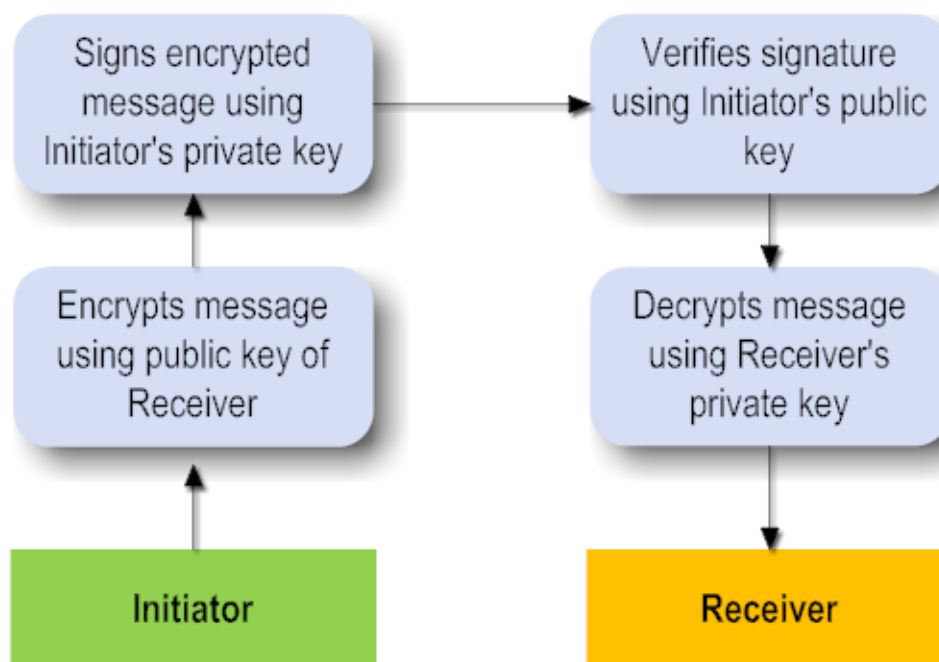 Signs encrypted
message using
Initiator's private key
Verifies signature
using Initiator's public
key
Encrypts message
using public key of
Receiver
Decrypts message
using Receiver's
private key
Initiator
Receiver